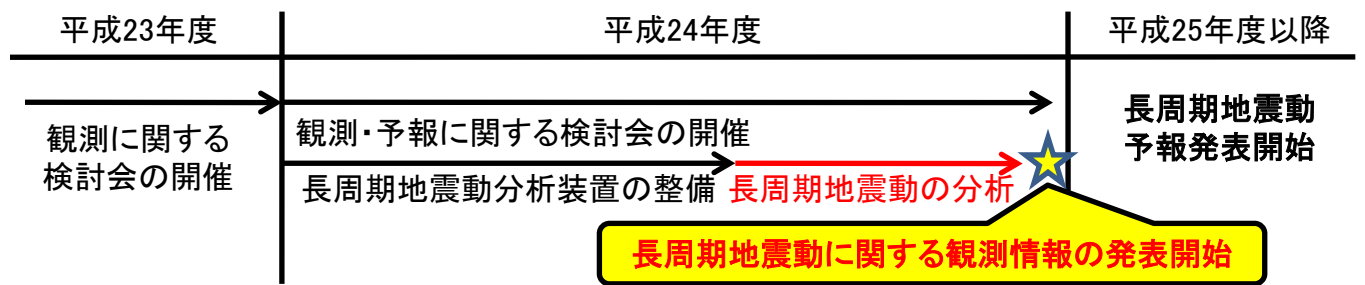 平成23年度
平成24年度
平成25年度以降
観測に関する
検討会の開催
観測・予報に関する検討会の開催
長周期地震動分析装置の整備
長周期地震動の分析
長周期地震動
予報発表開始
長周期地震動に関する観測情報の発表開始